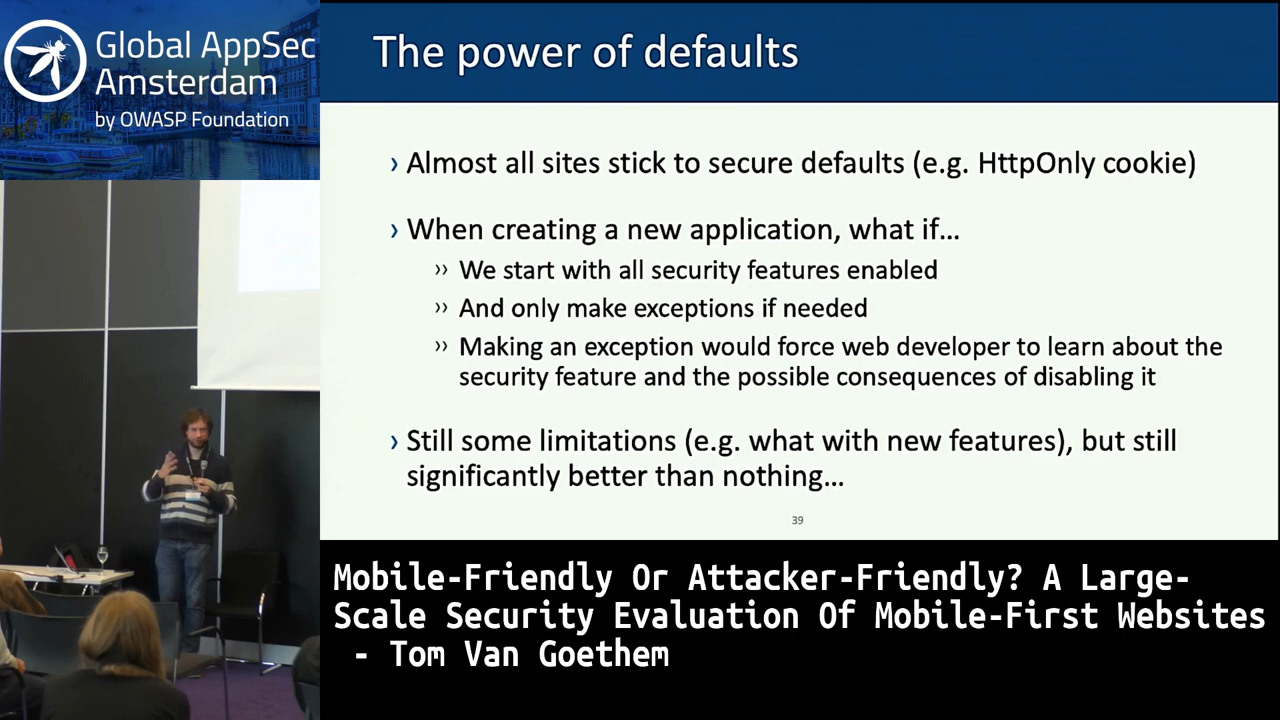 Global AppSec
Amsterdam
by OWASP Foundation
The power of defaults
› Almost all sites stick to secure defaults (e.g. HttpOnly cookie)
› When creating a new application, what if...
›› We start with all security features enabled
›› And only make exceptions if needed
›› Making an exception would force web developer to learn about the
security feature and the possible consequences of disabling it
› Still some limitations (e.g. what with new features), but still
significantly better than nothing...
39
Mobile-Friendly Or Attacker-Friendly? A Large-
Scale Security Evaluation Of Mobile-First Websites
- Tom Van Goethem